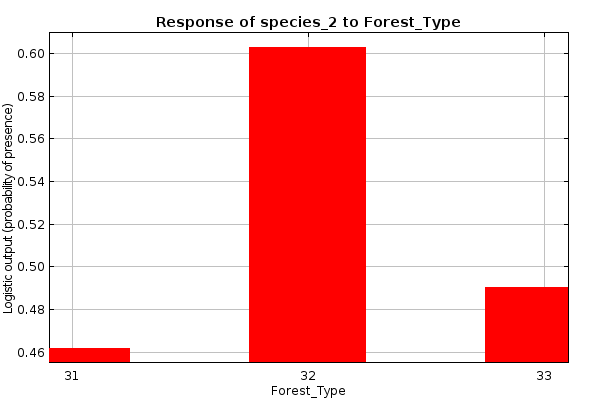 Response of species_2 to Forest_Type
Logistic output (probability of presence)
0.60
0.58
0.56
0.54
0.52
0.50
0.48
0.46
31 32 33
Forest_Type